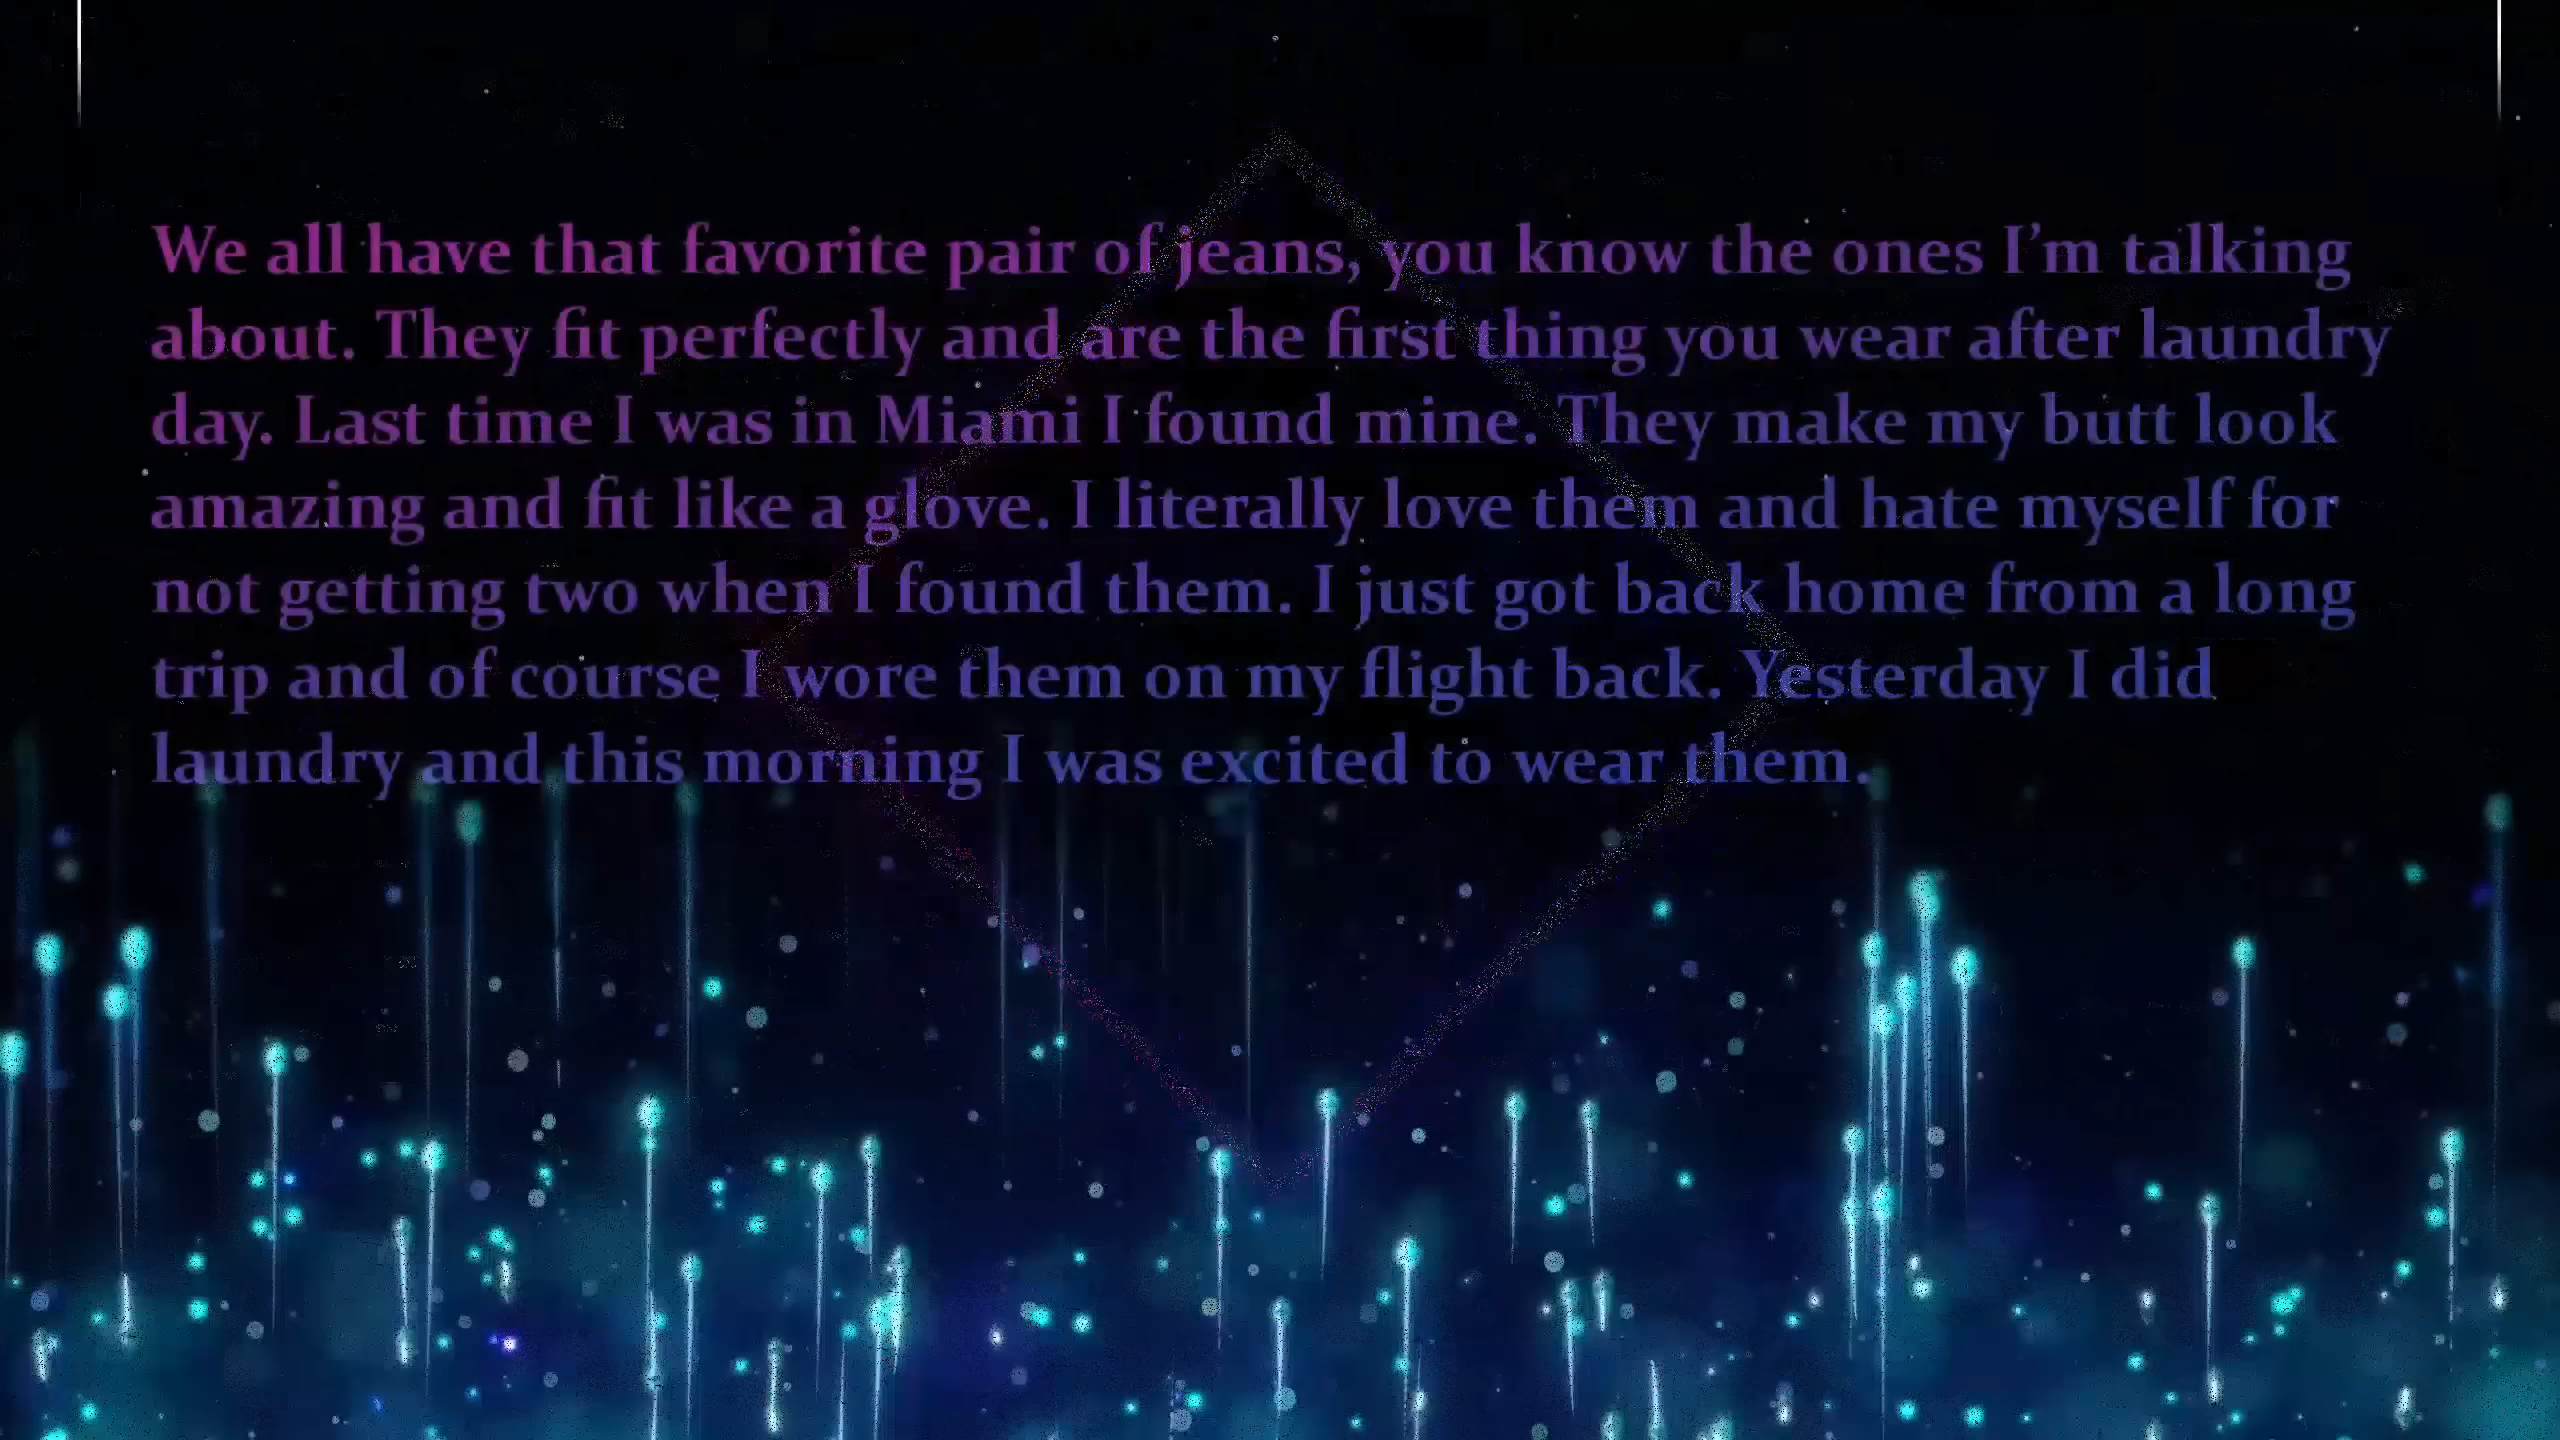 We all have that favorite pair of jeans, you know the ones I’m talking
about. They fit perfectly and are the first thing you wear after laundry
day. Last time I was in Miami I found mine. They make my butt look
amazing and fit like a glove. I literally love them and hate myself for
not getting two when I found them. I just got back home from a long
trip and of course I wore them on my flight back. Yesterday I did
laundry and this morning I was excited to wear them.